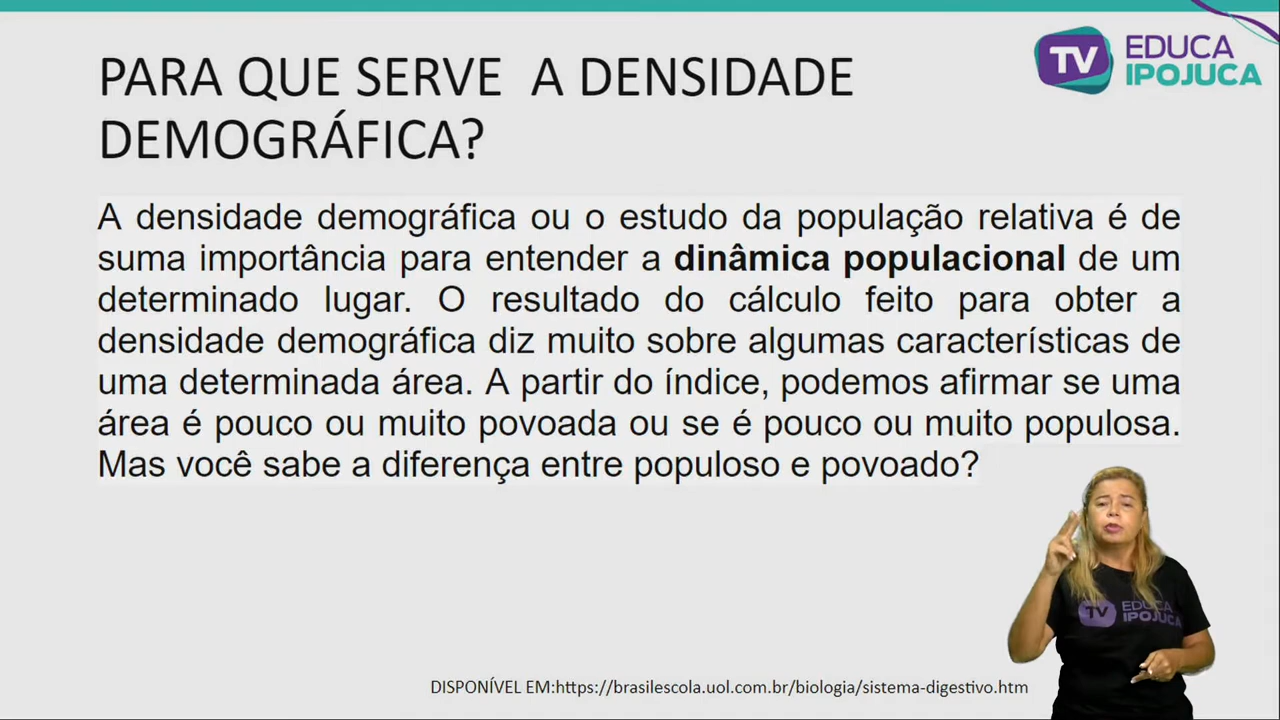 PARA QUE SERVE A DENSIDADE
DEMOGRÁFICA?
TV EDUCA
IPOJUCA
A densidade demográfica ou o estudo da população relativa é de
suma importância para entender a dinâmica populacional de um
determinado lugar. O resultado do cálculo feito para obter a
densidade demográfica diz muito sobre algumas características de
uma determinada área. A partir do índice, podemos afirmar se uma
área é pouco ou muito povoada ou se é pouco ou muito populosa.
Mas você sabe a diferença entre populoso e povoado?
TV EDUCA
IPOJUCA
DISPONÍVEL EM:https://brasilescola.uol.com.br/biologia/sistema-digestivo.htm